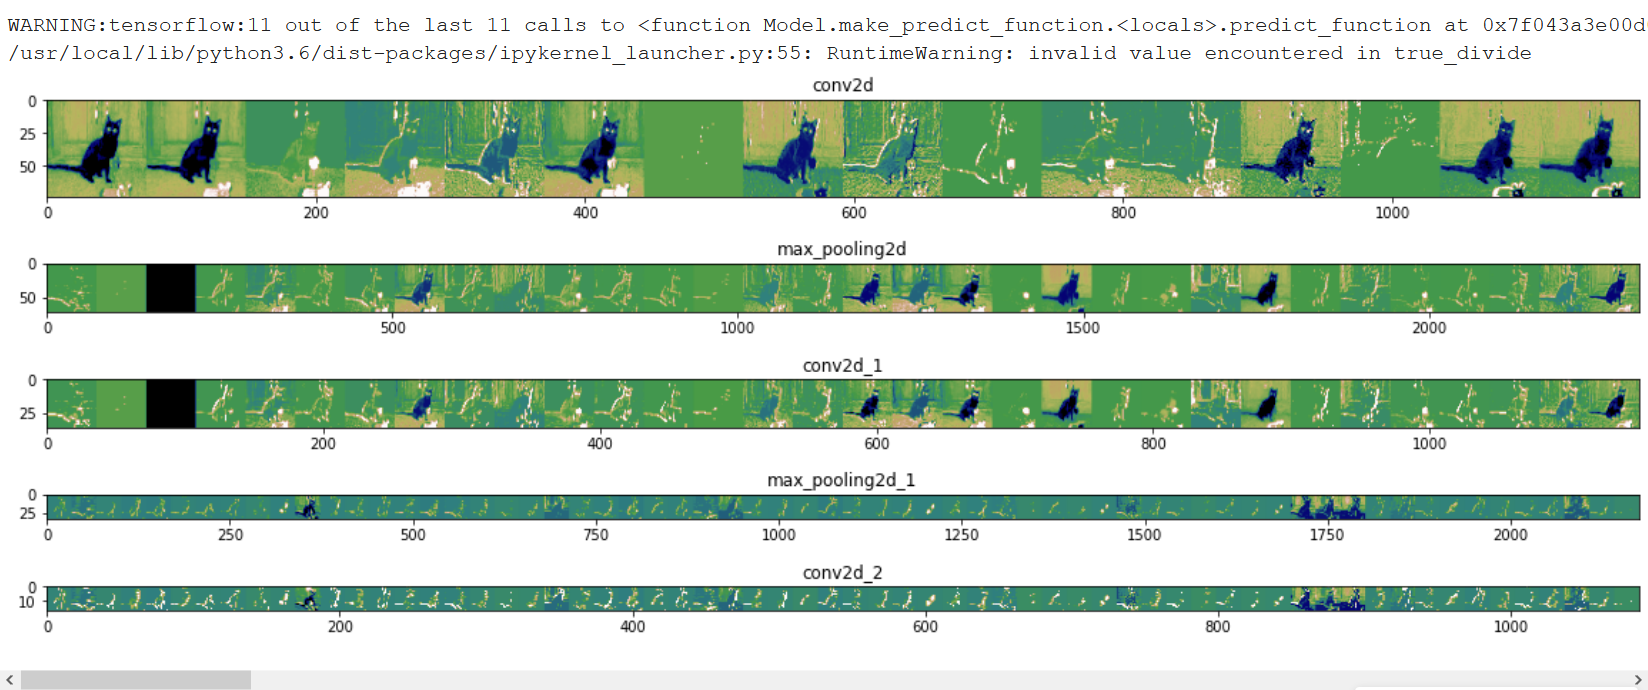 WARNING:tensorflow:11 out of the last 11 calls to <function Model.make_predict_function.<locals>.predict_function at 0x7f043a3e00d
/usr/local/lib/python3.6/dist-packages/ipykernel_launcher.py:55: RuntimeWarning: invalid value encountered in true_divide
conv2d
0
25
50
0 200 400 600 800 1000
max_pooling2d
0
50
0 500 1000 1500 2000
conv2d_1
0
25
0 200 400 600 800 1000
max_pooling2d_1
0
25
0 250 500 750 1000 1250 1500 1750 2000
conv2d_2
0
10
0 200 400 600 800 1000